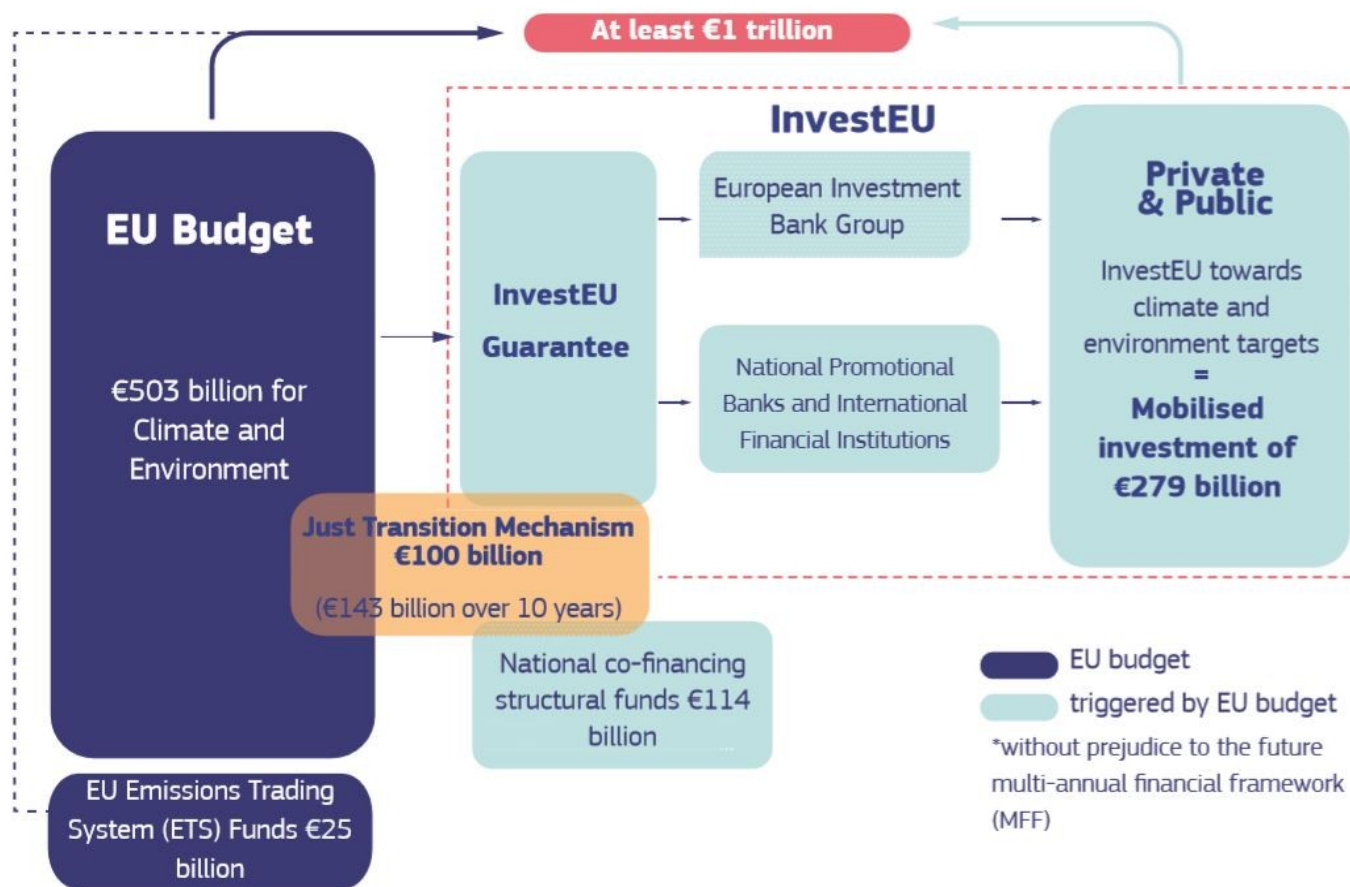 At least €1 trillion
EU Budget
€503 billion for
Climate and
Environment
InvestEU
InvestEU
Guarantee
European Investment
Bank Group
National Promotional
Banks and International
Financial Institutions
Private
& Public
InvestEU towards
climate and
environment targets
=
Mobilised
investment of
€279 billion
Just Transition Mechanism
€100 billion
(€143 billion over 10 years)
National co-financing
structural funds €114
billion
EU Emissions Trading
System (ETS) Funds €25
billion
EU budget
triggered by EU budget
*without prejudice to the future
multi-annual financial framework
(MFF)